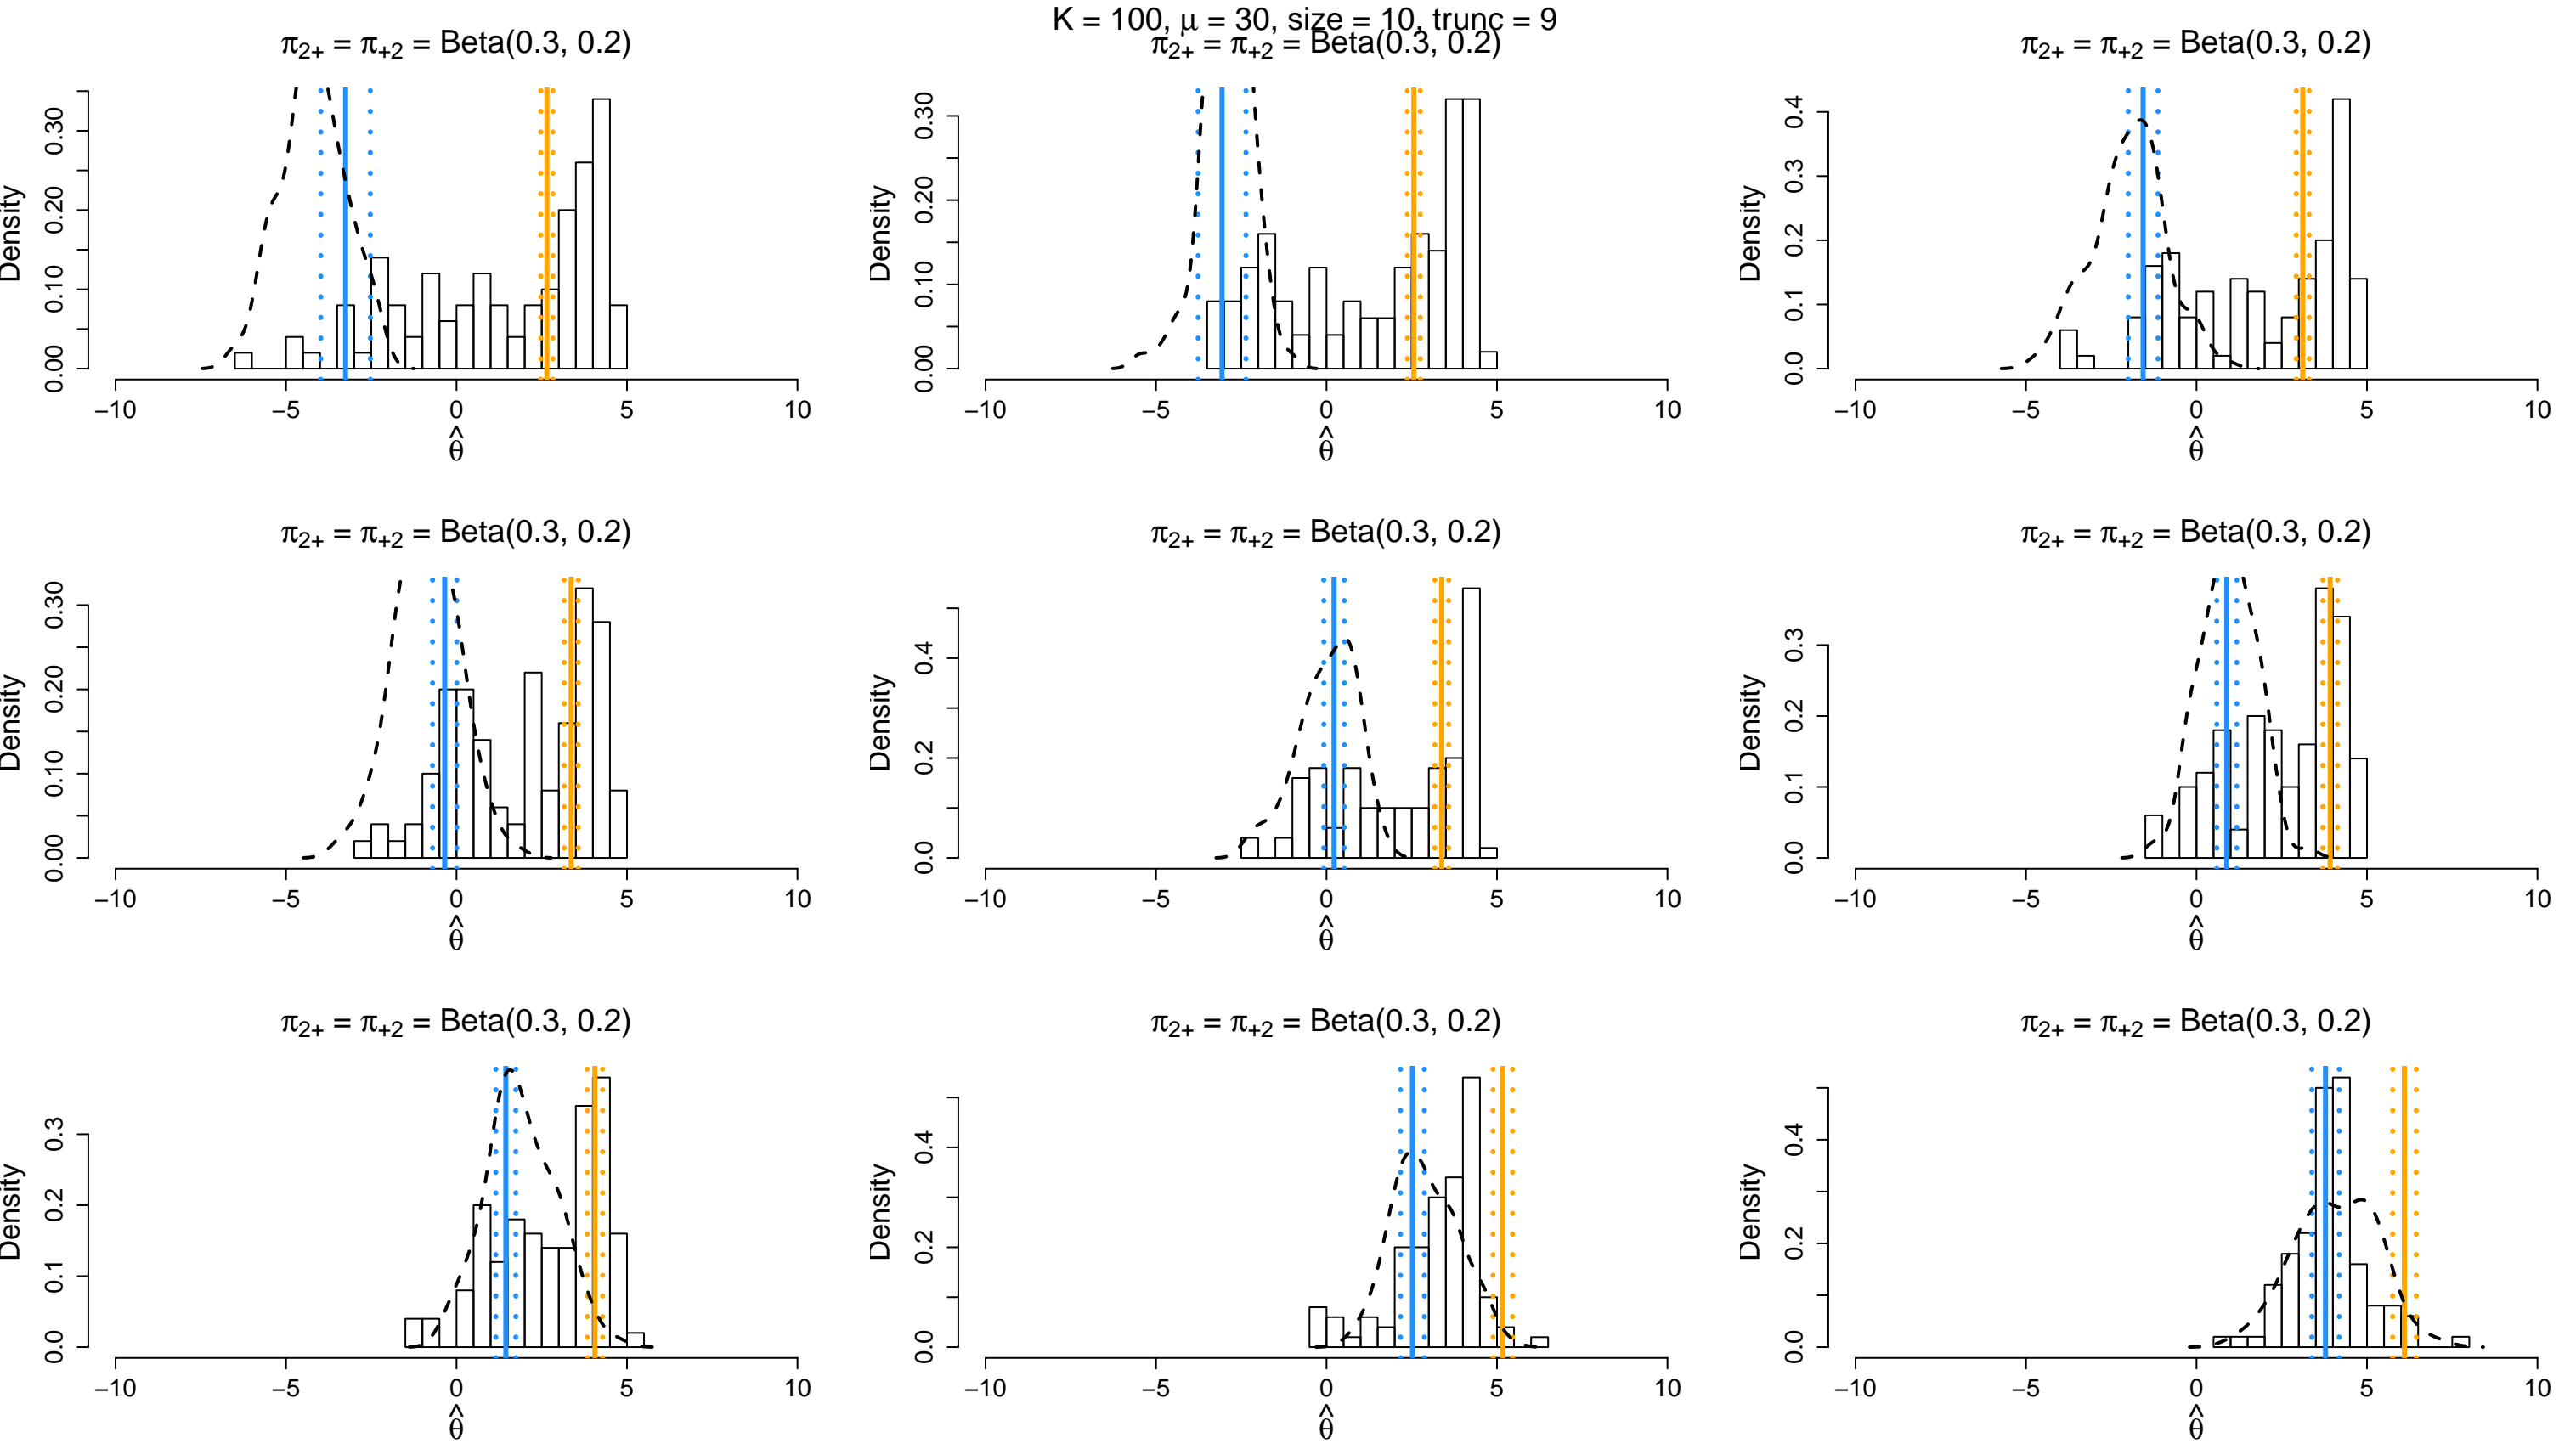 K = 100, μ = 30, size = 10, trunc = 9
π2+ = π+2 = Beta(0.3, 0.2)
Density
0.00 0.10 0.20 0.30
−10 −5 0 5 10
θ̂
π2+ = π+2 = Beta(0.3, 0.2)
Density
0.00 0.10 0.20 0.30
−10 −5 0 5 10
θ̂
π2+ = π+2 = Beta(0.3, 0.2)
Density
0.0 0.1 0.2 0.3 0.4
−10 −5 0 5 10
θ̂
π2+ = π+2 = Beta(0.3, 0.2)
Density
0.00 0.10 0.20 0.30
−10 −5 0 5 10
θ̂
π2+ = π+2 = Beta(0.3, 0.2)
Density
0.0 0.2 0.4
−10 −5 0 5 10
θ̂
π2+ = π+2 = Beta(0.3, 0.2)
Density
0.0 0.1 0.2 0.3
−10 −5 0 5 10
θ̂
π2+ = π+2 = Beta(0.3, 0.2)
Density
0.0 0.1 0.2 0.3
−10 −5 0 5 10
θ̂
π2+ = π+2 = Beta(0.3, 0.2)
Density
0.0 0.2 0.4
−10 −5 0 5 10
θ̂
π2+ = π+2 = Beta(0.3, 0.2)
Density
0.0 0.2 0.4
−10 −5 0 5 10
θ̂